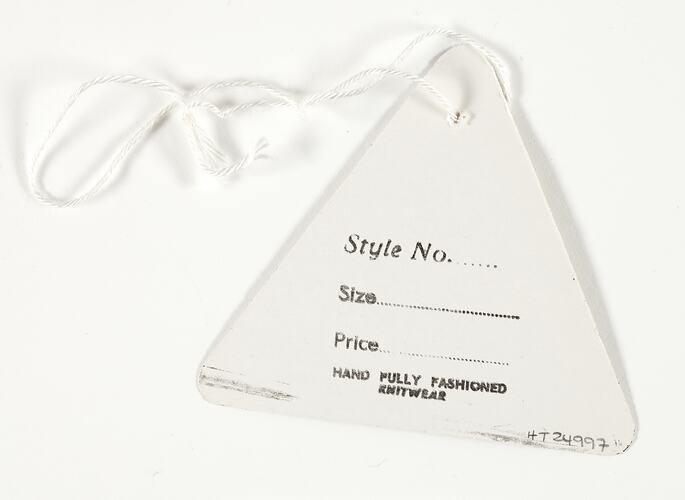 Style No.......
Size..............................
Price............................
HAND FULLY FASHIONED
KNITWEAR
HT24997